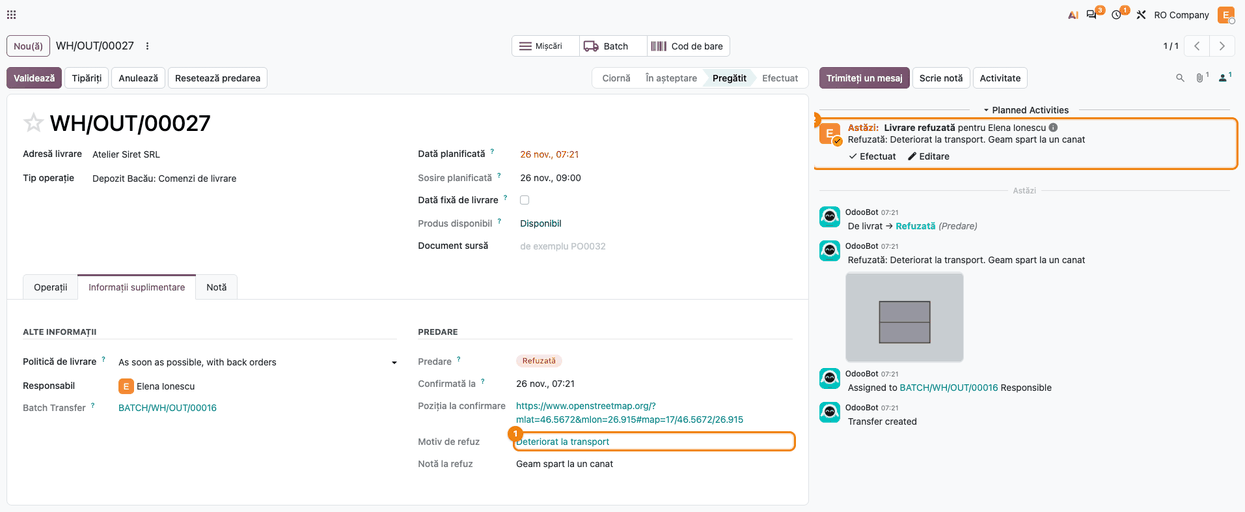 3
1
RO Company
E
Nou(ă)
WH/OUT/00027
Mișcări
Batch
Cod de bare
1 / 1
Validează
Tipăriți
Anulează
Resetează predarea
Ciornă
În așteptare
Pregătit
Efectuat
Trimiteți un mesaj
Scrie notă
Activitate
1
1
WH/OUT/00027
Adresă livrare
Atelier Siret SRL
Tip operație
Depozit Bacău: Comenzi de livrare
Dată planificată ?
26 nov., 07:21
Sosire planificată ?
26 nov., 09:00
Dată fixă de livrare ?
Produs disponibil ?
Disponibil
Document sursă
de exemplu PO0032
Operații
Informații suplimentare
Notă
ALTE INFORMAȚII
Politică de livrare ?
As soon as possible, with back orders
Responsabil
E Elena Ionescu
Batch Transfer ?
BATCH/WH/OUT/00016
PREDARE
Predare ?
Refuzată
Confirmată la ?
26 nov., 07:21
Poziția la confirmare
https://www.openstreetmap.org/?
mlat=46.5672&mlon=26.915#map=17/46.5672/26.915
1
Motiv de refuz
Deteriorat la transport
Notă la refuz
Geam spart la un canat
Planned Activities
E
Astăzi: Livrare refuzată pentru Elena Ionescu
Refuzată: Deteriorat la transport. Geam spart la un canat
Efectuat
Editare
Astăzi
OdooBot 07:21
De livrat → Refuzată (Predare)
OdooBot 07:21
Refuzată: Deteriorat la transport. Geam spart la un canat
OdooBot 07:21
Assigned to BATCH/WH/OUT/00016 Responsible
OdooBot 07:21
Transfer created